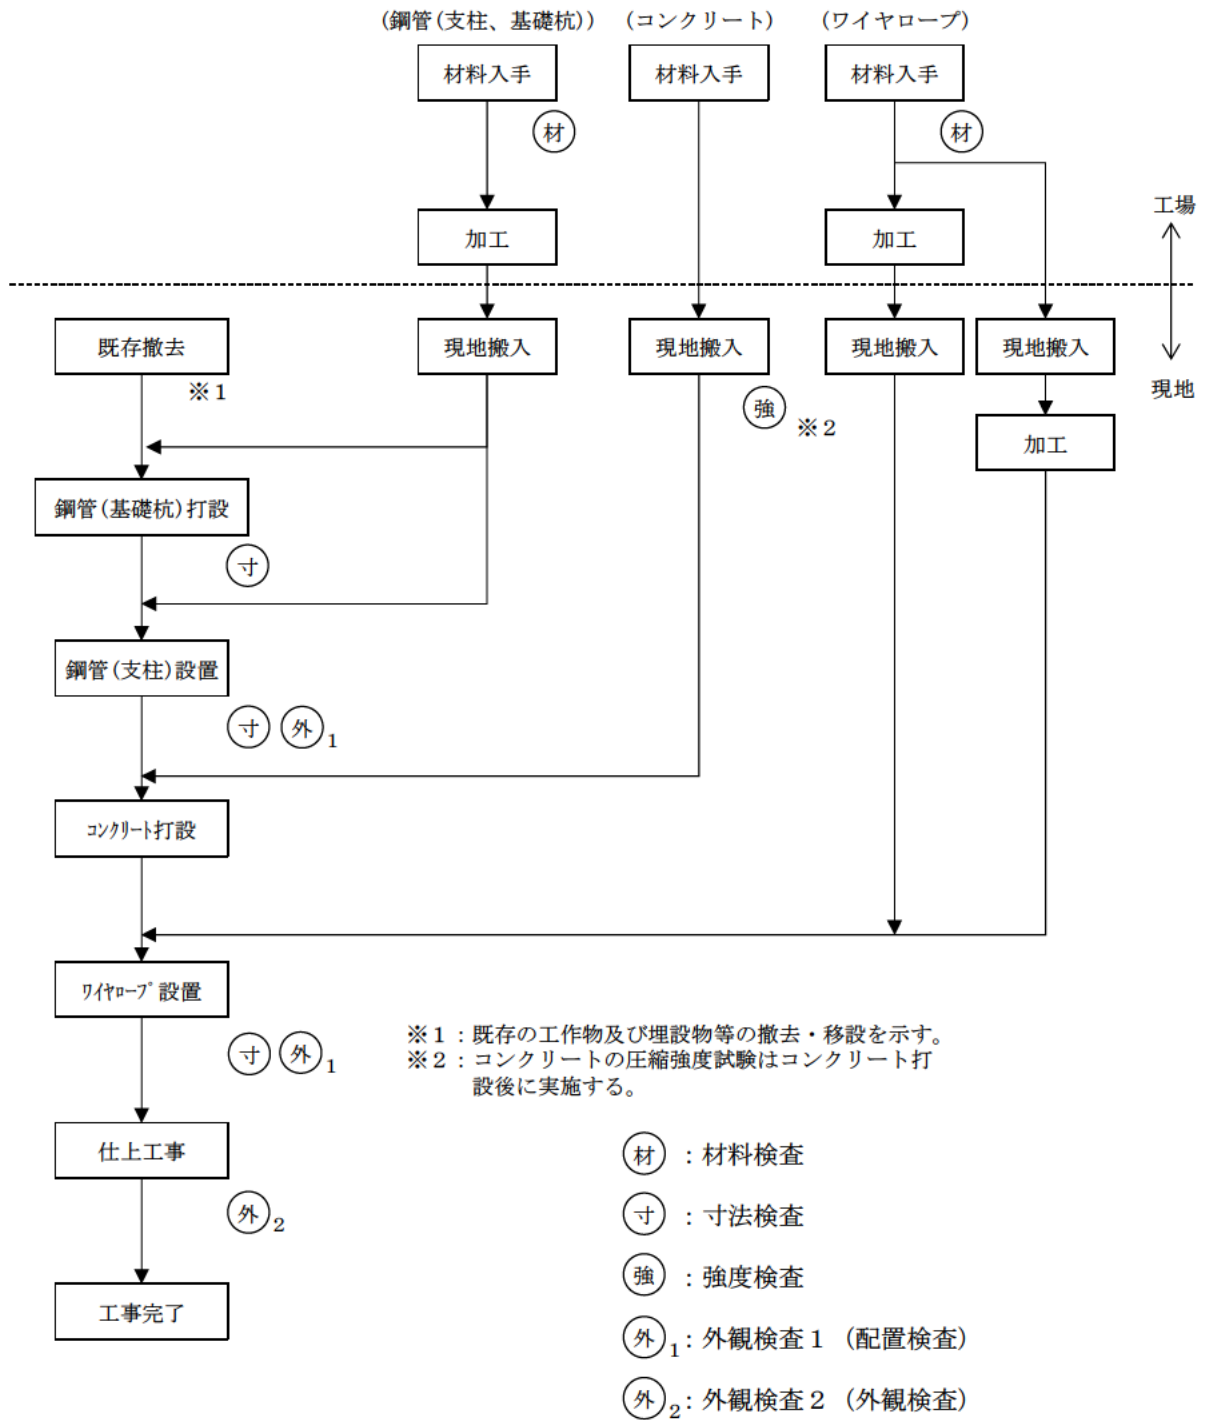 (鋼管(支柱、基礎杭)) (コンクリート) (ワイヤロープ)
材料入手 材料入手 材料入手
材 材
工場
加工 加工
既存撤去 現地搬入 現地搬入 現地搬入 現地搬入
※１ 現地
強 ※２
加工
鋼管(基礎杭)打設
寸
鋼管(支柱)設置
寸 外1
ｺﾝｸﾘｰﾄ打設
ﾜｲﾔﾛｰﾌﾟ設置
※１：既存の工作物及び埋設物等の撤去・移設を示す。
寸 外1
※２：コンクリートの圧縮強度試験はコンクリート打
設後に実施する。
仕上工事
材 ：材料検査
外2
寸 ：寸法検査
強 ：強度検査
工事完了
外1：外観検査１（配置検査）
外2：外観検査２（外観検査）